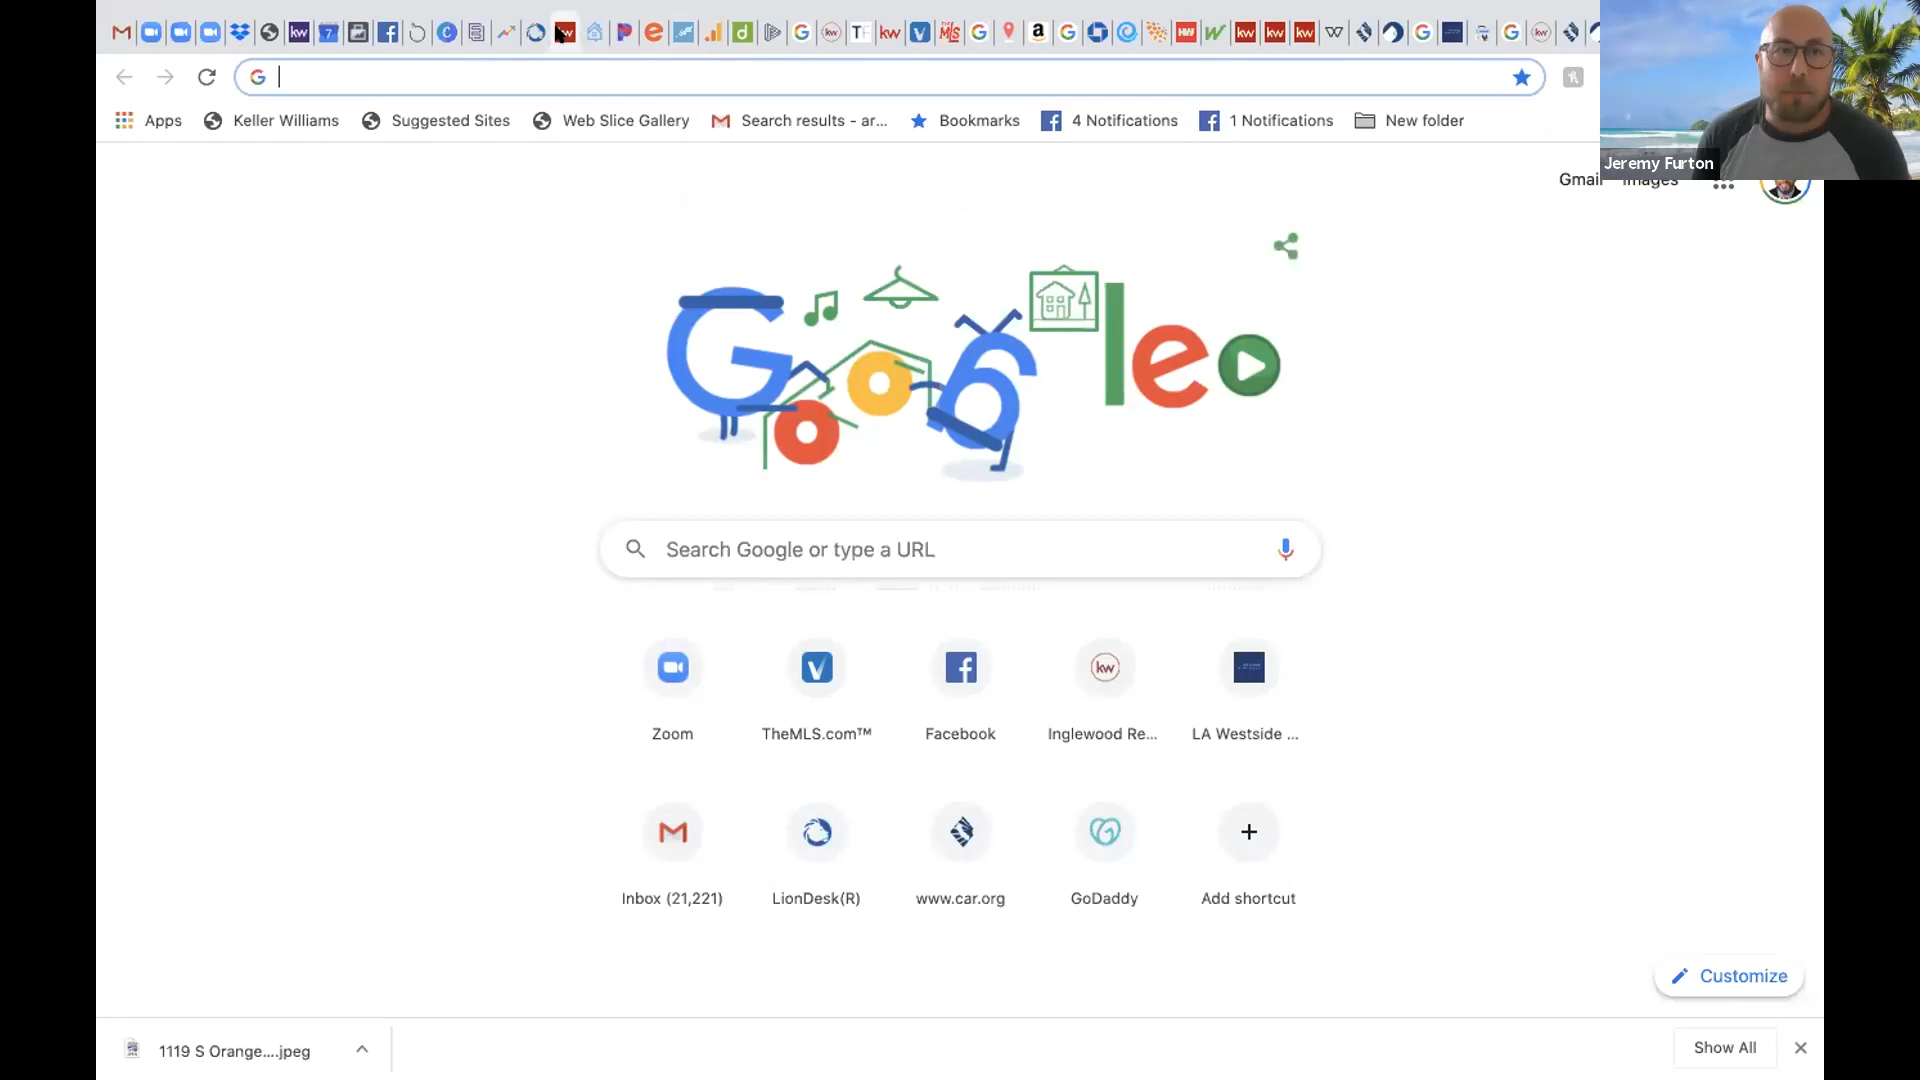 Apps Keller Williams Suggested Sites Web Slice Gallery Search results - ar... Bookmarks 4 Notifications 1 Notifications New folder
Jeremy Furton
Gmail Images
Search Google or type a URL
Zoom TheMLS.com™ Facebook Inglewood Re... LA Westside ...
Inbox (21,221) LionDesk(R) www.car.org GoDaddy Add shortcut
Customize
1119 S Orange....jpeg Show All